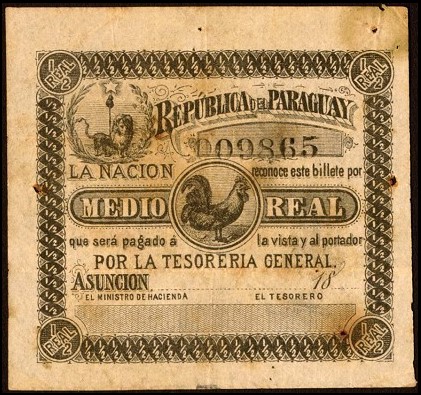 1/2 REAL
1/2 REAL
REPUBLICA DEL PARAGUAY
009865
LA NACION reconoce este billete por
MEDIO REAL
que será pagado á la vista y al portador
POR LA TESORERIA GENERAL.
ASUNCION, 18
EL MINISTRO DE HACIENDA EL TESORERO
1/2 REAL
1/2 REAL